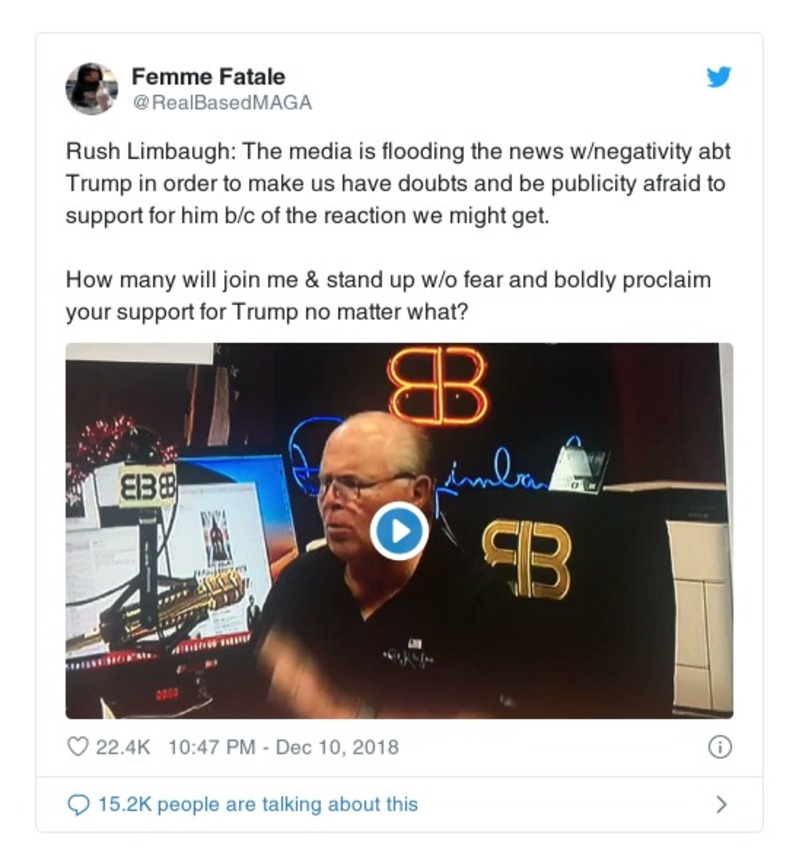 Femme Fatale
@RealBasedMAGA
Rush Limbaugh: The media is flooding the news w/negativity abt
Trump in order to make us have doubts and be publicity afraid to
support for him b/c of the reaction we might get.
How many will join me & stand up w/o fear and boldly proclaim
your support for Trump no matter what?
EIB
22.4K 10:47 PM - Dec 10, 2018
15.2K people are talking about this